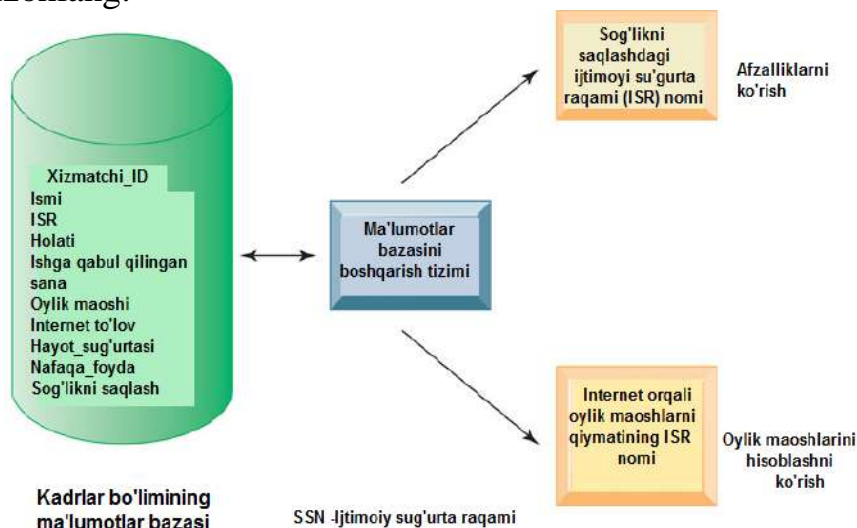 Xizmatchi_ID
Ismi
ISR
Holati
Ishga qabul qilingan
sana
Oylik maoshi
Internet to'lov
Hayot_sug'urtasi
Nafaqa_foyda
Sog'likni saqlash
Kadrlar bo'limining
ma'lumotlar bazasi
Ma'lumotlar
bazasini
boshqarish tizimi
Sog'likni
saqlashdagi
ijtimoyi su'gurta
raqami (ISR) nomi
Afzalliklarni
ko'rish
Internet orqali
oylik maoshlarni
qiymatining ISR
nomi
Oylik maoshlarini
hisoblashni
ko'rish
SSN -Ijtimoiy sug'urta raqami